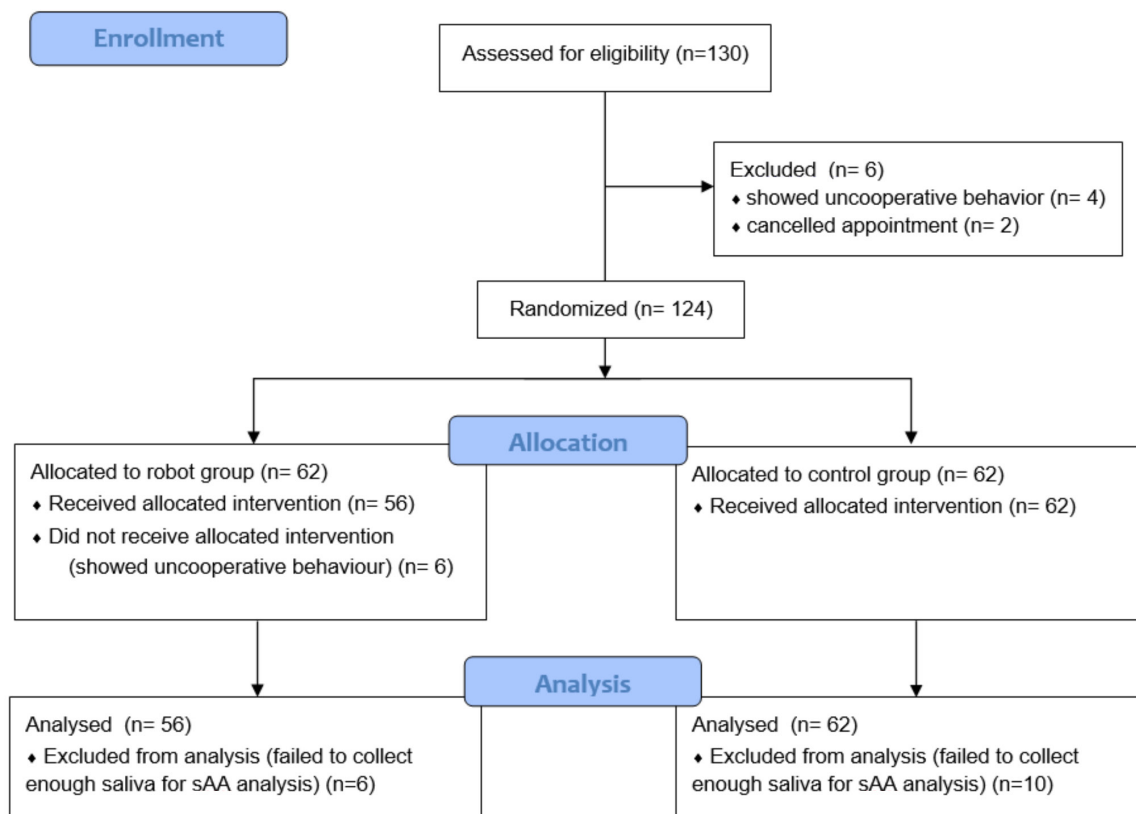 Enrollment
Assessed for eligibility (n=130)
Excluded  (n= 6)
♦ showed uncooperative behavior (n= 4)
♦ cancelled appointment (n= 2)
Randomized (n= 124)
Allocation
Allocated to robot group (n= 62)
♦ Received allocated intervention (n= 56)
♦ Did not receive allocated intervention
(showed uncooperative behaviour) (n= 6)
Allocated to control group (n= 62)
♦ Received allocated intervention (n= 62)
Analysis
Analysed  (n= 56)
♦ Excluded from analysis (failed to collect
enough saliva for sAA analysis) (n=6)
Analysed  (n= 62)
♦ Excluded from analysis (failed to collect
enough saliva for sAA analysis) (n=10)